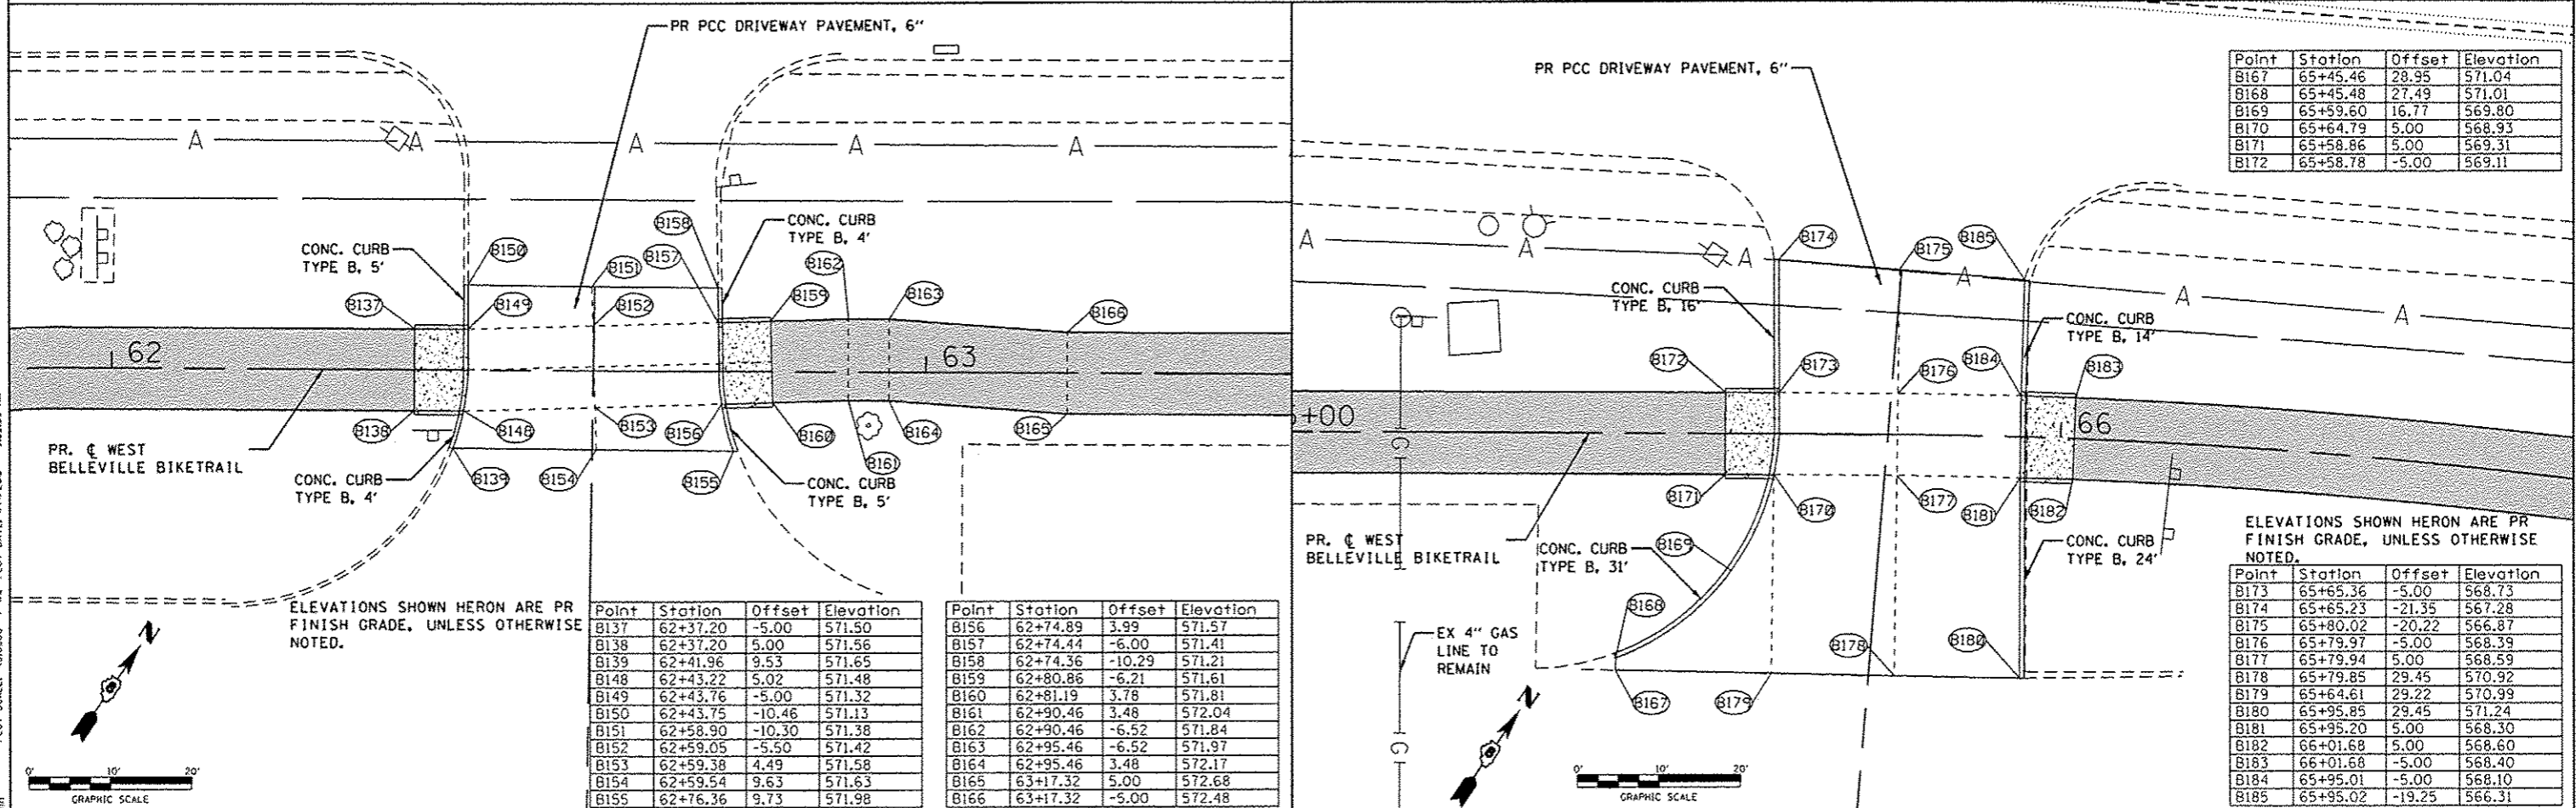 PR PCC DRIVEWAY PAVEMENT, 6"
A A A A A
B158
CONC. CURB
TYPE B, 4'
CONC. CURB
TYPE B, 5'
B150
B151
B157
B162
B137
B149
B152
B159
B163
B166
62
63
B138
B148
B153
B156
B160
B164
B165
B161
PR. ℄ WEST
BELLEVILLE BIKETRAIL
CONC. CURB
TYPE B, 4'
B139
B154
B155
CONC. CURB
TYPE B, 5'
ELEVATIONS SHOWN HERON ARE PR
FINISH GRADE, UNLESS OTHERWISE
NOTED.
N
0' 10' 20'
GRAPHIC SCALE
Point Station Offset Elevation
B137 62+37.20 -5.00 571.50
B138 62+37.20 5.00 571.56
B139 62+41.96 9.53 571.65
B148 62+43.22 5.02 571.48
B149 62+43.76 -5.00 571.32
B150 62+43.75 -10.46 571.13
B151 62+58.90 -10.30 571.38
B152 62+59.05 -5.50 571.42
B153 62+59.38 4.49 571.58
B154 62+59.54 9.63 571.63
B155 62+76.36 9.73 571.98
Point Station Offset Elevation
B156 62+74.89 3.99 571.57
B157 62+74.44 -6.00 571.41
B158 62+74.36 -10.29 571.21
B159 62+80.86 -6.21 571.61
B160 62+81.19 3.78 571.81
B161 62+90.46 3.48 572.04
B162 62+90.46 -6.52 571.84
B163 62+95.46 -6.52 571.97
B164 62+95.46 3.48 572.17
B165 63+17.32 5.00 572.68
B166 63+17.32 -5.00 572.48
PR PCC DRIVEWAY PAVEMENT, 6"
Point Station Offset Elevation
B167 65+45.46 28.95 571.04
B168 65+45.48 27.49 571.01
B169 65+59.60 16.77 569.80
B170 65+64.79 5.00 568.93
B171 65+58.86 5.00 569.31
B172 65+58.78 -5.00 569.11
A A A A A A
B174
B175
B185
CONC. CURB
TYPE B, 16'
CONC. CURB
TYPE B, 14'
B172
B173
B176
B184
B183
+00
66
G
B171
B170
B177
B181
B182
PR. ℄ WEST
BELLEVILLE BIKETRAIL
CONC. CURB
TYPE B, 31'
B169
CONC. CURB
TYPE B, 24'
B168
B178
B180
EX 4" GAS
LINE TO
REMAIN
B167
B179
G
N
0' 10' 20'
GRAPHIC SCALE
ELEVATIONS SHOWN HERON ARE PR
FINISH GRADE, UNLESS OTHERWISE
NOTED.
Point Station Offset Elevation
B173 65+65.36 -5.00 568.73
B174 65+65.23 -21.35 567.28
B175 65+80.02 -20.22 566.87
B176 65+79.97 -5.00 568.39
B177 65+79.94 5.00 568.59
B178 65+79.85 29.45 570.92
B179 65+64.61 29.22 570.99
B180 65+95.85 29.45 571.24
B181 65+95.20 5.00 568.30
B182 66+01.68 5.00 568.60
B183 66+01.68 -5.00 568.40
B184 65+95.01 -5.00 568.10
B185 65+95.02 -19.25 566.31